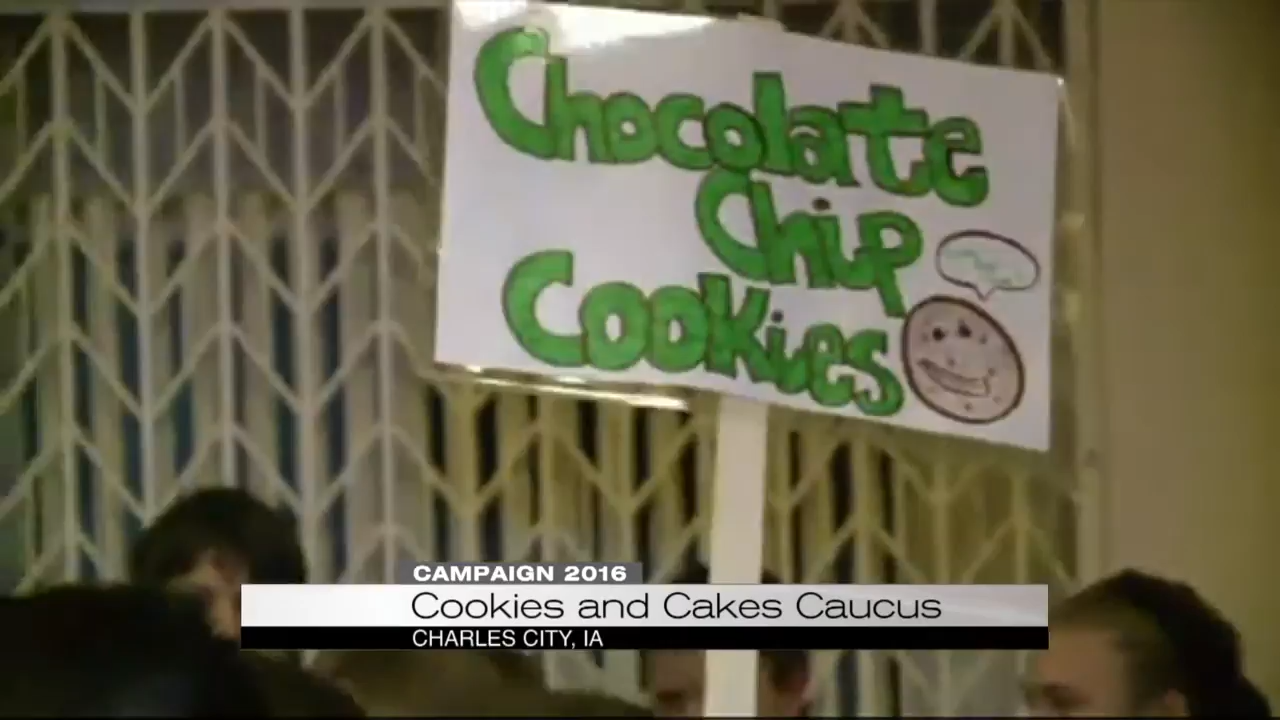 Chocolate
Chip
Cookies
CAMPAIGN 2016
Cookies and Cakes Caucus
CHARLES CITY, IA